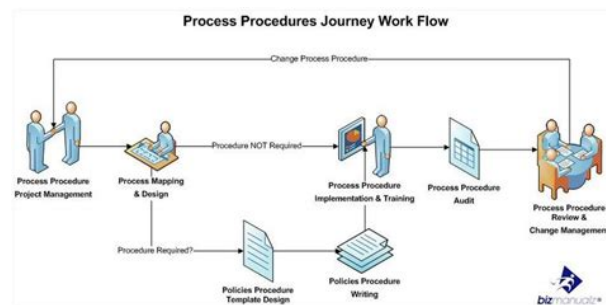 Process Procedures Journey Work Flow
Change Process Procedure
Procedure NOT Required
Process Procedure
Project Management
Process Mapping
& Design
Process Procedure
Implementation & Training
Process Procedure
Audit
Process Procedure
Review &
Change Management
Procedure Required?
Policies Procedure
Template Design
Policies Procedure
Writing
bizmanualz®